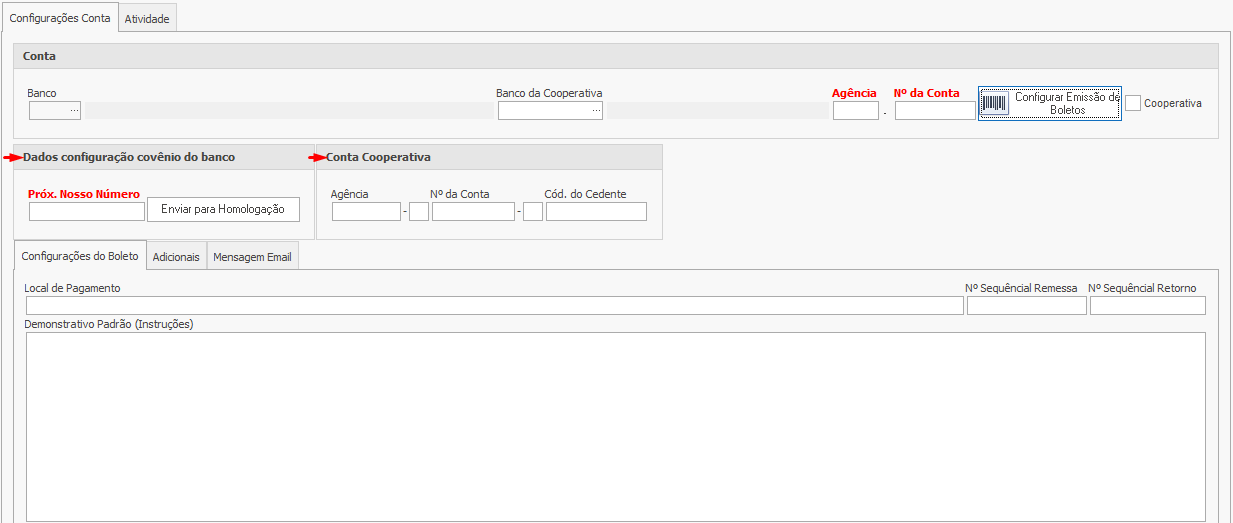 Configurações Conta Atividade
Conta
Banco Banco da Cooperativa Agência Nº da Conta
... ... . Configurar Emissão de Boletos Cooperativa
Dados configuração covênio do banco Conta Cooperativa
Próx. Nosso Número Agência Nº da Conta Cód. do Cedente
Enviar para Homologação - -
Configurações do Boleto Adicionais Mensagem Email
Local de Pagamento Nº Sequêncial Remessa Nº Sequêncial Retorno
Demonstrativo Padrão (Instruções)